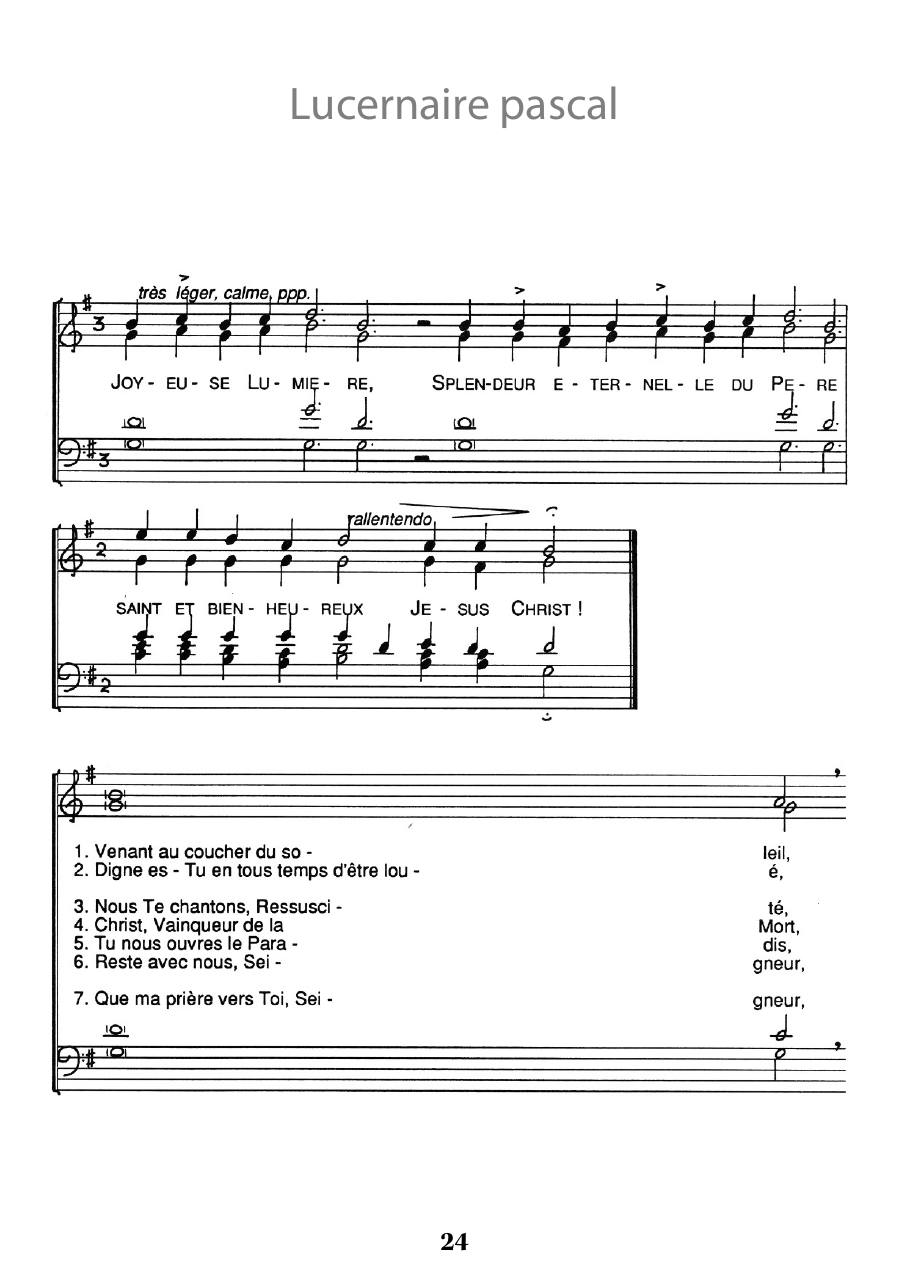 Lucernaire pascal
très léger, calme, ppp.
3
JOY - EU - SE LU - MIE - RE, SPLEN-DEUR E - TER - NEL - LE DU PE - RE
3
rallentendo
2
SAINT ET BIEN - HEU - REUX JE - SUS CHRIST !
2
1. Venant au coucher du so - leil,
2. Digne es - Tu en tous temps d'être lou - é,
3. Nous Te chantons, Ressusci - té,
4. Christ, Vainqueur de la Mort,
5. Tu nous ouvres le Para - dis,
6. Reste avec nous, Sei - gneur,
7. Que ma prière vers Toi, Sei - gneur,
24